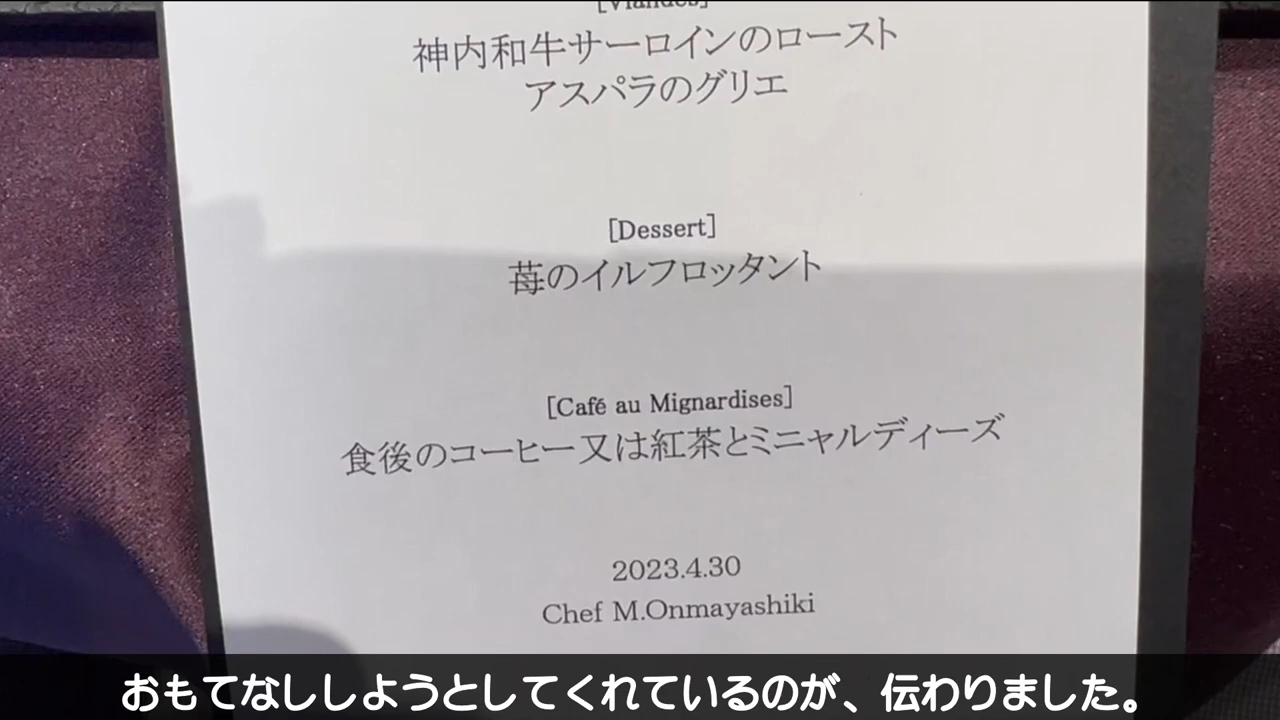 [Viandes]
神内和牛サーロインのロースト
アスパラのグリエ
[Dessert]
苺のイルフロッタント
[Café au Mignardises]
食後のコーヒー又は紅茶とミニャルディーズ
2023.4.30
Chef M.Onmayashiki
おもてなししようとしてくれているのが、伝わりました。